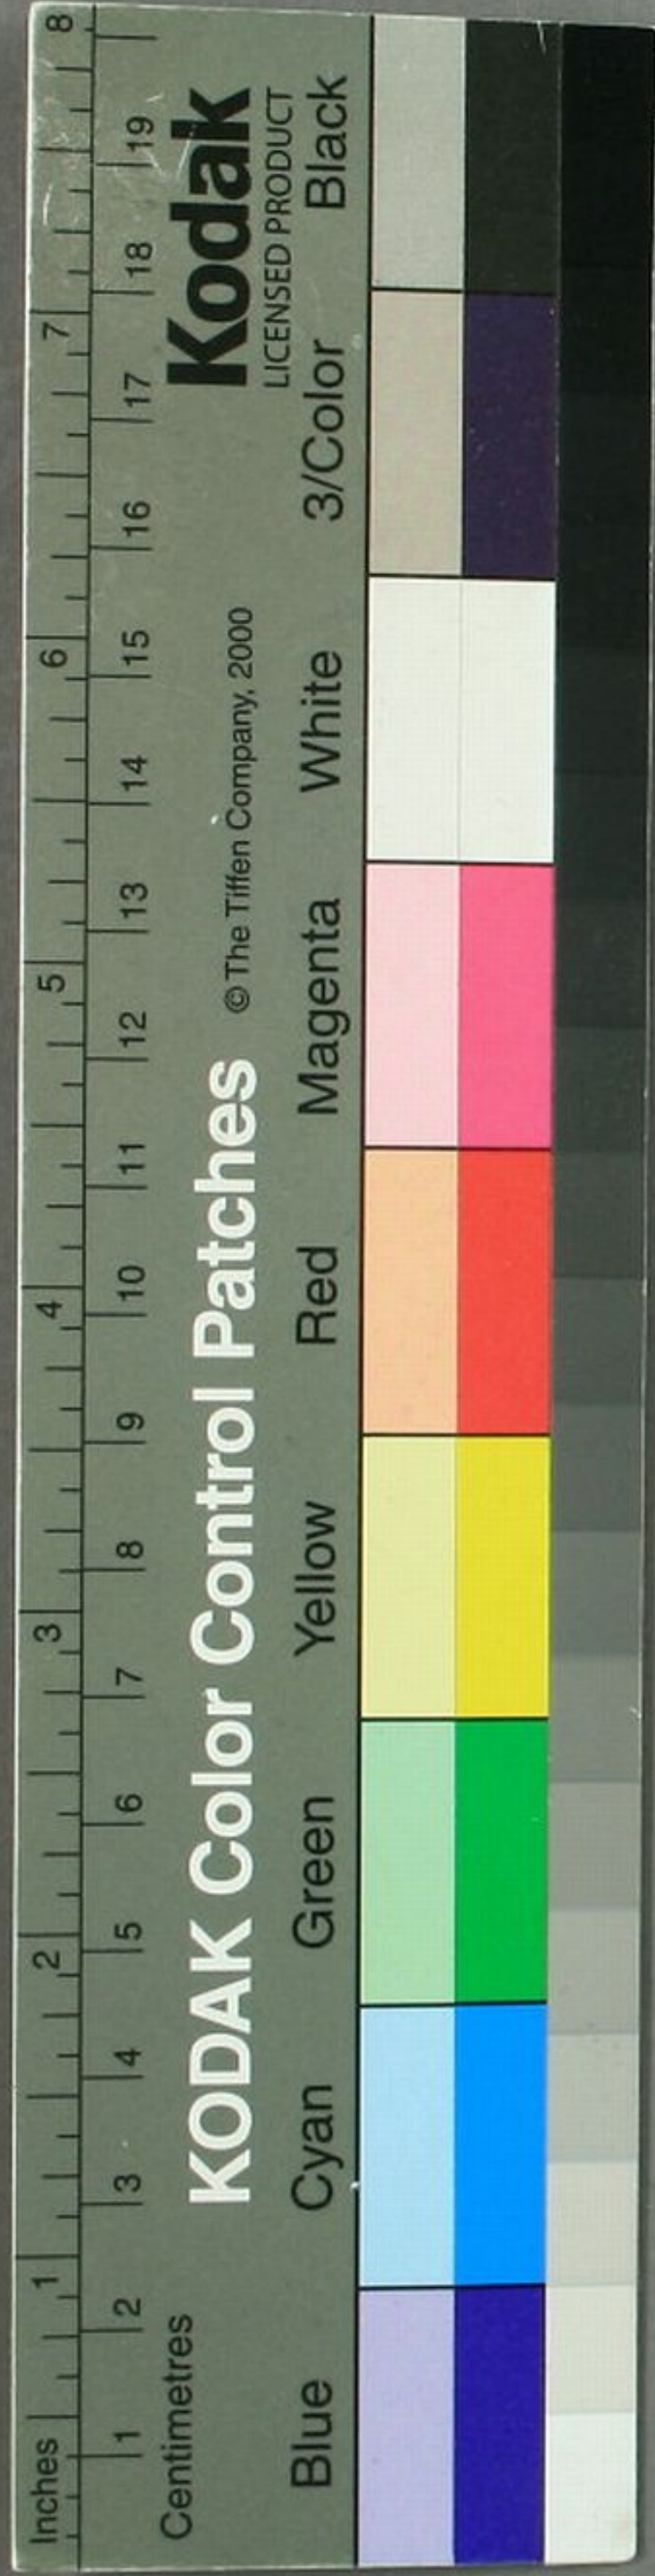 Inches 1 2 3 4 5 6 7 8
1 2 3 4 5 6 7 8 9 10 11 12 13 14 15 16 17 18 19
Centimetres
KODAK Color Control Patches © The Tiffen Company, 2000 Kodak
LICENSED PRODUCT
Blue Cyan Green Yellow Red Magenta White 3/Color Black